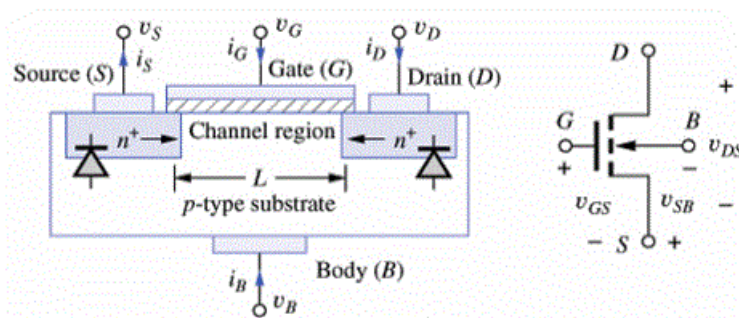 v_S v_G v_D
i_S i_G i_D
Source (S) Gate (G) Drain (D)
n⁺ Channel region n⁺
L
p-type substrate
Body (B)
i_B
v_B
D
+
G B
v_DS
+ −
v_GS v_SB
−
− S +